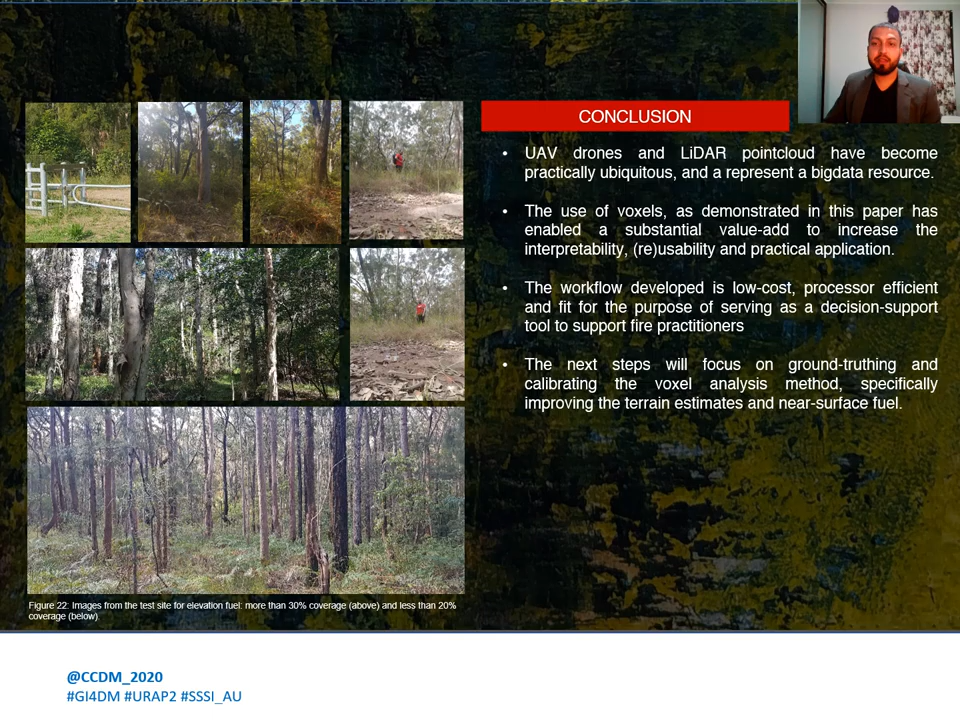 CONCLUSION
• UAV drones and LiDAR pointcloud have become
practically ubiquitous, and a represent a bigdata resource.
• The use of voxels, as demonstrated in this paper has
enabled a substantial value-add to increase the
interpretability, (re)usability and practical application.
• The workflow developed is low-cost, processor efficient
and fit for the purpose of serving as a decision-support
tool to support fire practitioners
• The next steps will focus on ground-truthing and
calibrating the voxel analysis method, specifically
improving the terrain estimates and near-surface fuel.
Figure 22: Images from the test site for elevation fuel: more than 30% coverage (above) and less than 20%
coverage (below).
@CCDM_2020
#GI4DM #URAP2 #SSSI_AU